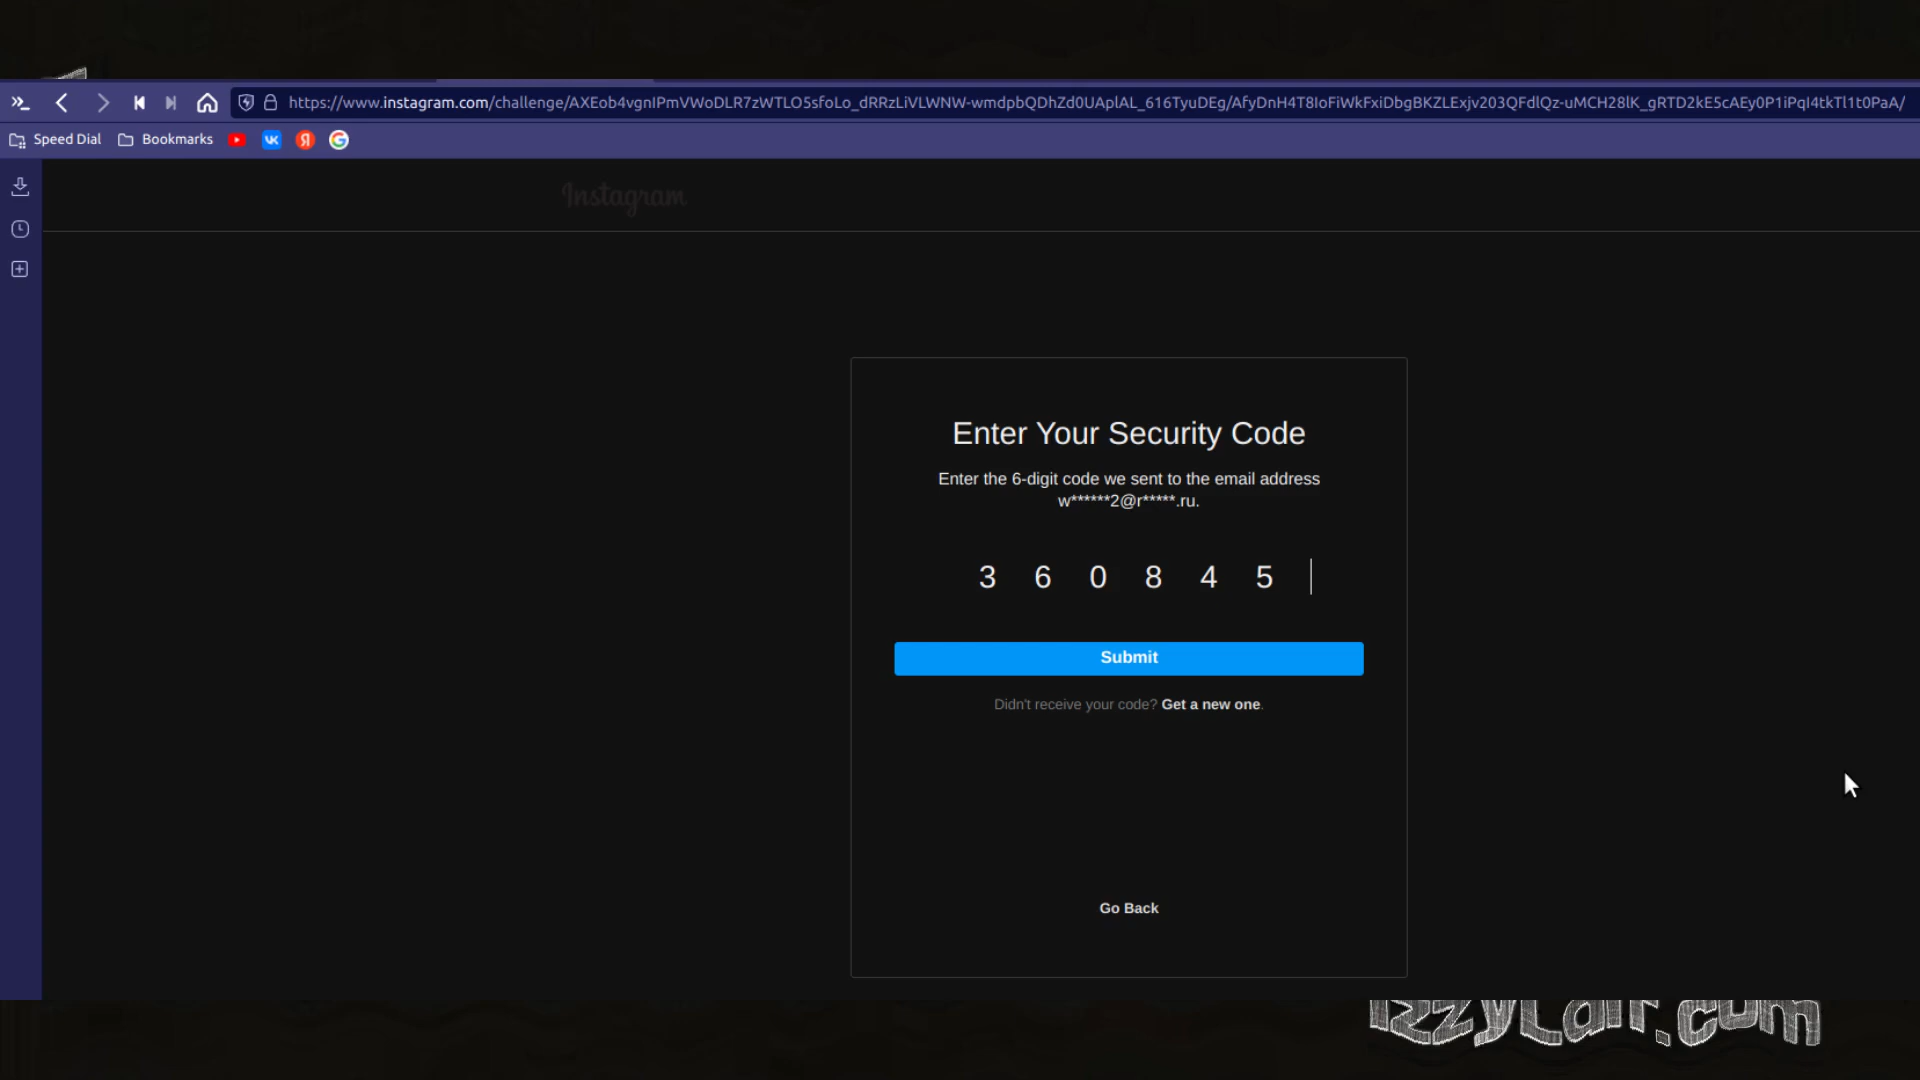 https://www.instagram.com/challenge/AXEob4vgnIPmVWoDLR7zWTLO5sfoLo_dRRzLiVLWNW-wmdpbQDhZd0UAplAL_616TyuDEg/AfyDnH4T8IoFiWkFxiDbgBKZLExjv203QFdlQz-uMCH28lK_gRTD2kE5cAEy0P1iPqI4tkTl1t0PaA/
Speed Dial
Bookmarks
Instagram
Enter Your Security Code
Enter the 6-digit code we sent to the email address
w******2@r*****.ru.
3 6 0 8 4 5
Submit
Didn't receive your code? Get a new one.
Go Back
IzzyLaif.com